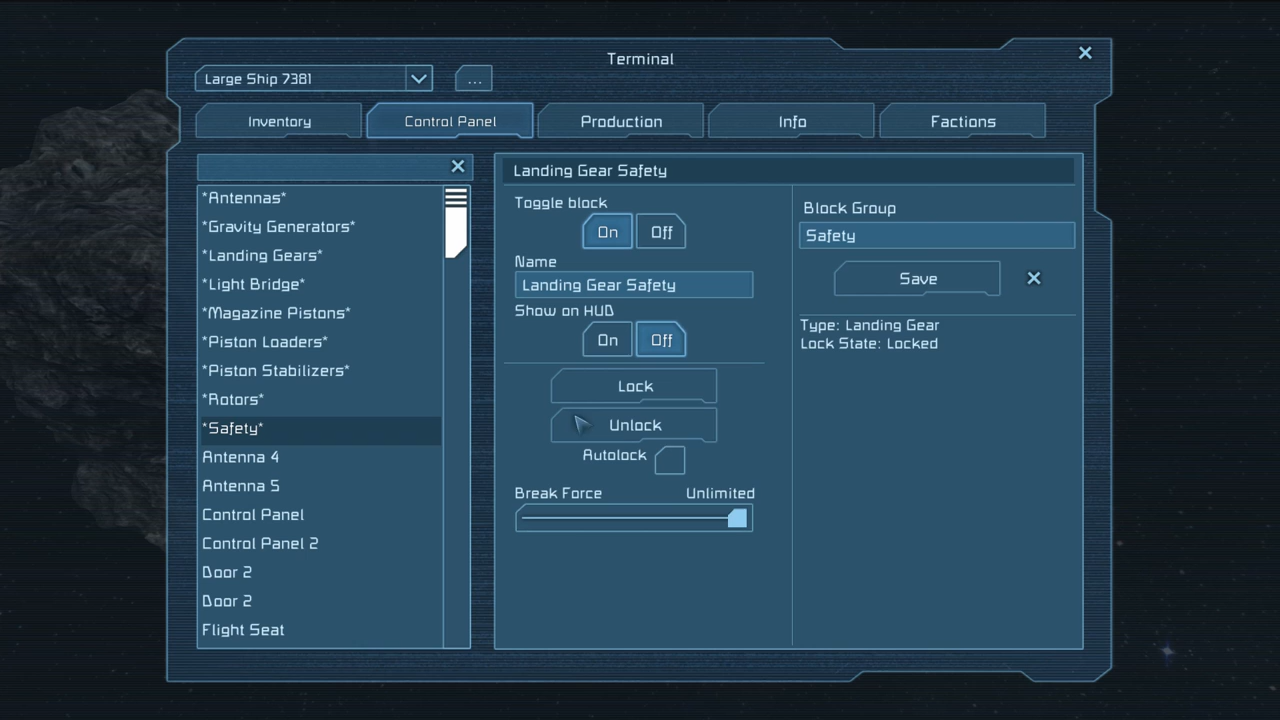 Terminal
Large Ship 7381
...
Inventory
Control Panel
Production
Info
Factions
*Antennas*
*Gravity Generators*
*Landing Gears*
*Light Bridge*
*Magazine Pistons*
*Piston Loaders*
*Piston Stabilizers*
*Rotors*
*Safety*
Antenna 4
Antenna 5
Control Panel
Control Panel 2
Door 2
Door 2
Flight Seat
Landing Gear Safety
Toggle block
On Off
Name
Landing Gear Safety
Show on HUD
On Off
Lock
Unlock
Autolock
Break Force Unlimited
Block Group
Safety
Save
Type: Landing Gear
Lock State: Locked